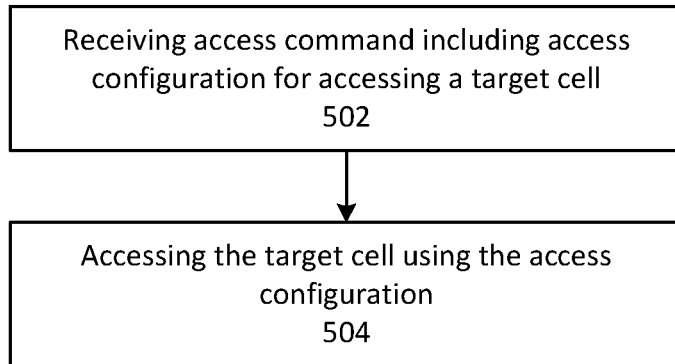 Receiving access command including access
configuration for accessing a target cell
502
Accessing the target cell using the access
configuration
504